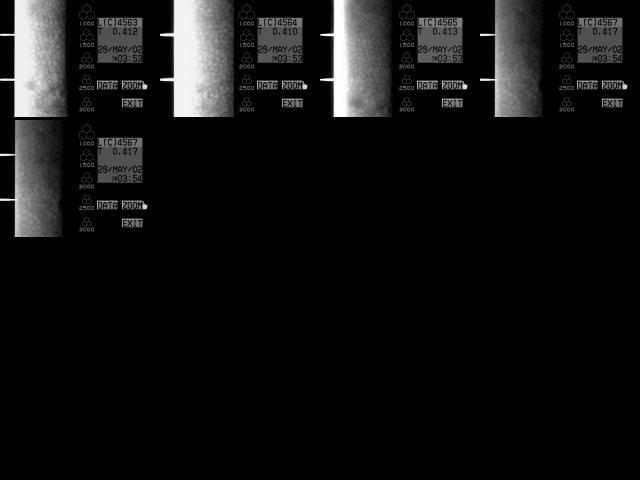 1000
L(C)4563
T 0.412
1500
29/MAY/02
PM03:53
2000
2500
DATA ZOOM
EXIT
3000
1000
L(C)4564
T 0.410
1500
29/MAY/02
PM03:53
2000
2500
DATA ZOOM
EXIT
3000
1000
L(C)4565
T 0.413
1500
29/MAY/02
PM03:53
2000
2500
DATA ZOOM
EXIT
3000
1000
L(C)4567
T 0.417
1500
29/MAY/02
PM03:54
2000
2500
DATA ZOOM
EXIT
3000
1000
L(C)4567
T 0.417
1500
29/MAY/02
PM03:54
2000
2500
DATA ZOOM
EXIT
3000